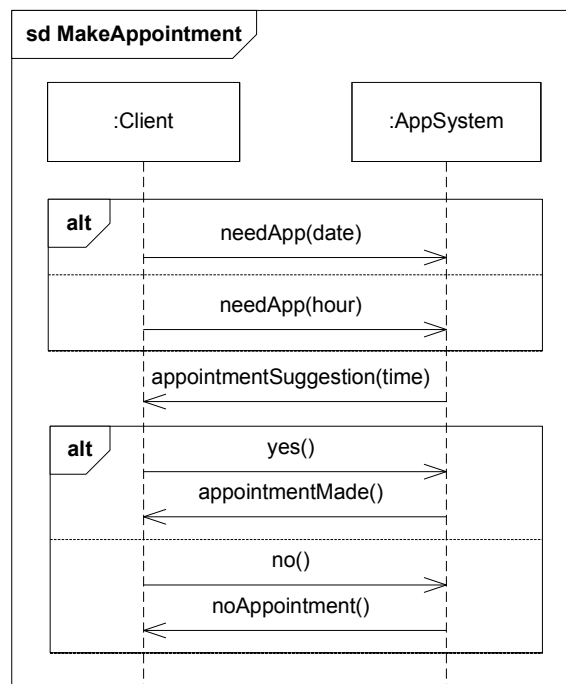 sd MakeAppointment
:Client
:AppSystem
alt
needApp(date)
needApp(hour)
appointmentSuggestion(time)
alt
yes()
appointmentMade()
no()
noAppointment()